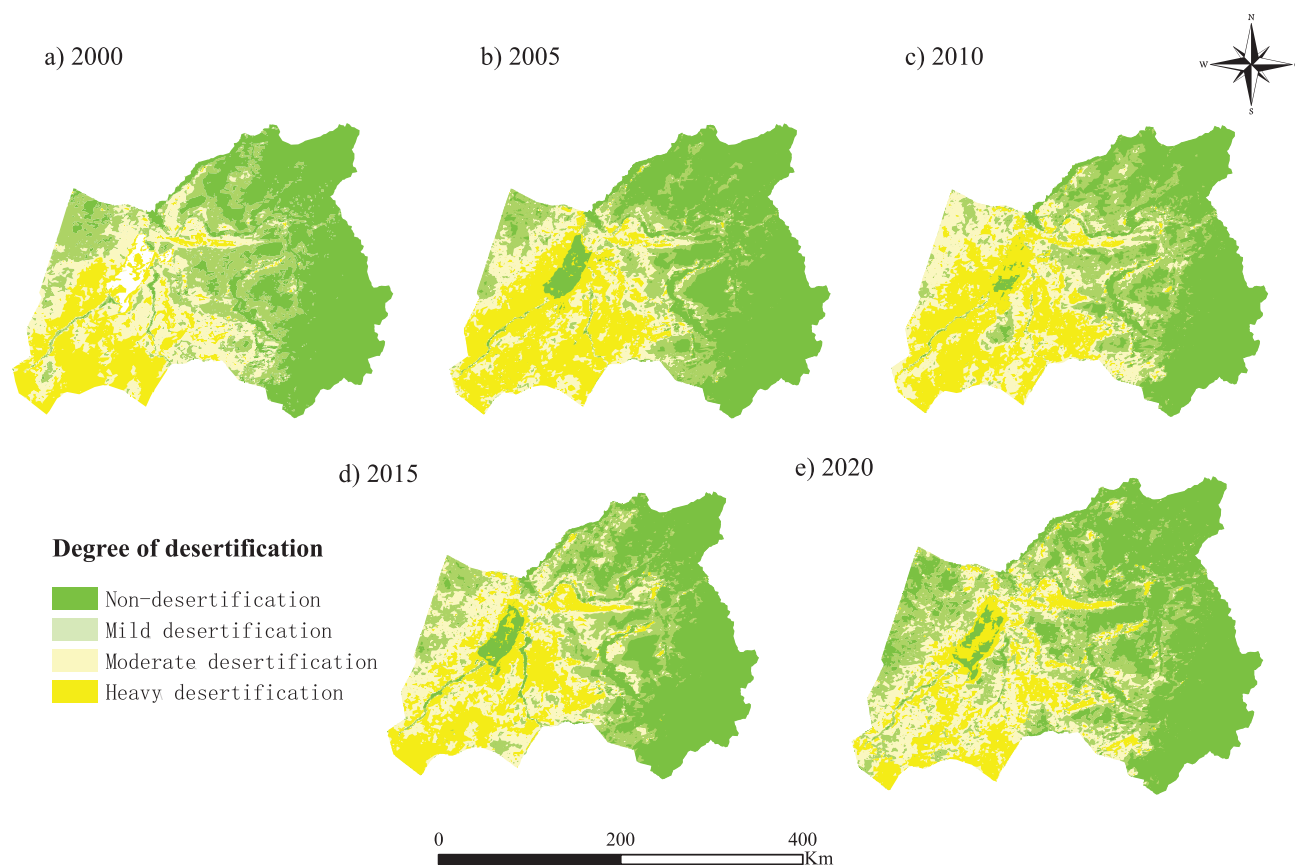 a) 2000
b) 2005
c) 2010
N
W
S
d) 2015
e) 2020
Degree of desertification
Non-desertification
Mild desertification
Moderate desertification
Heavy desertification
0
200
400
Km